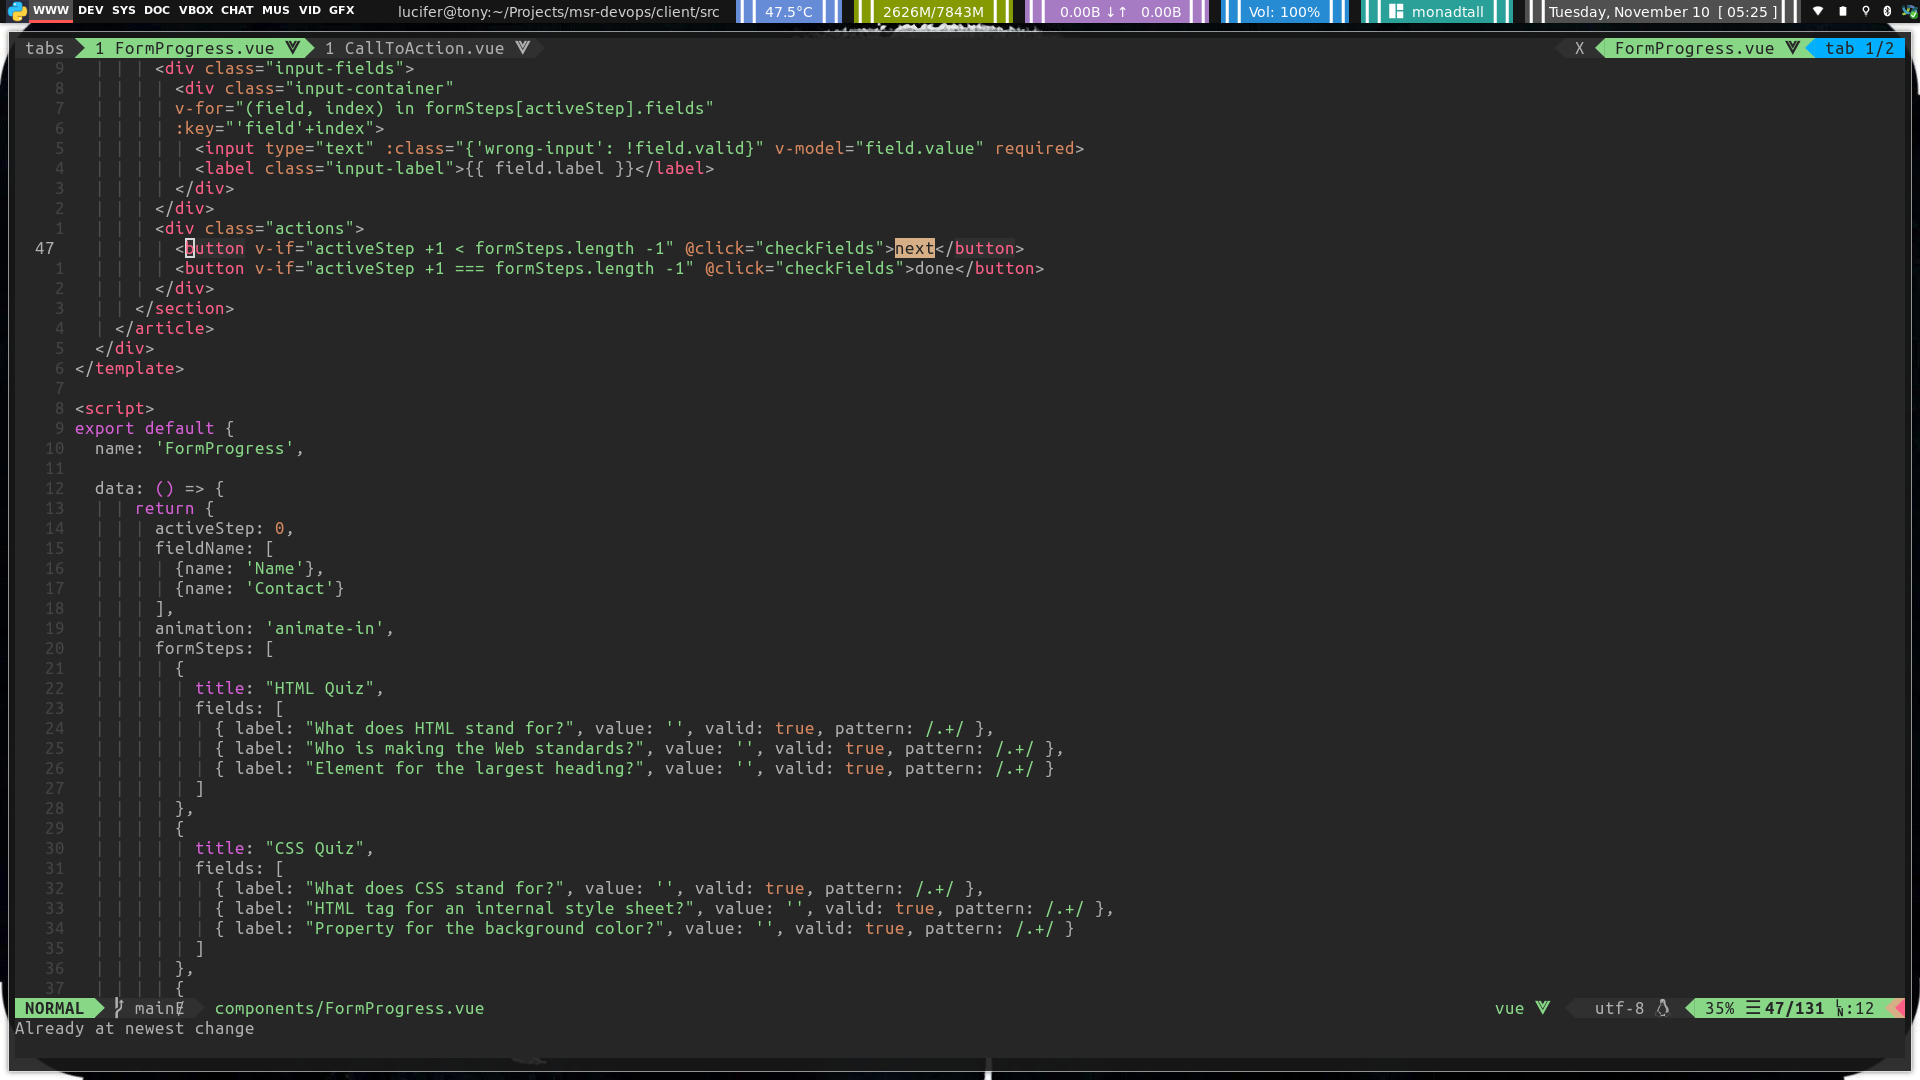 WWW DEV SYS DOC VBOX CHAT MUS VID GFX lucifer@tony:~/Projects/msr-devops/client/src 47.5°C 2626M/7843M 0.00B ↓↑ 0.00B Vol: 100% monadtall Tuesday, November 10 [ 05:25 ]
tabs 1 FormProgress.vue 1 CallToAction.vue X FormProgress.vue tab 1/2
9 <div class="input-fields">
8 <div class="input-container"
7 v-for="(field, index) in formSteps[activeStep].fields"
6 :key="'field'+index">
5 <input type="text" :class="{'wrong-input': !field.valid}" v-model="field.value" required>
4 <label class="input-label">{{ field.label }}</label>
3 </div>
2 </div>
1 <div class="actions">
47 <button v-if="activeStep +1 < formSteps.length -1" @click="checkFields">next</button>
1 <button v-if="activeStep +1 === formSteps.length -1" @click="checkFields">done</button>
2 </div>
3 </section>
4 </article>
5 </div>
6 </template>
7
8 <script>
9 export default {
10 name: 'FormProgress',
11
12 data: () => {
13 return {
14 activeStep: 0,
15 fieldName: [
16 {name: 'Name'},
17 {name: 'Contact'}
18 ],
19 animation: 'animate-in',
20 formSteps: [
21 {
22 title: "HTML Quiz",
23 fields: [
24 { label: "What does HTML stand for?", value: '', valid: true, pattern: /.+/ },
25 { label: "Who is making the Web standards?", value: '', valid: true, pattern: /.+/ },
26 { label: "Element for the largest heading?", value: '', valid: true, pattern: /.+/ }
27 ]
28 },
29 {
30 title: "CSS Quiz",
31 fields: [
32 { label: "What does CSS stand for?", value: '', valid: true, pattern: /.+/ },
33 { label: "HTML tag for an internal style sheet?", value: '', valid: true, pattern: /.+/ },
34 { label: "Property for the background color?", value: '', valid: true, pattern: /.+/ }
35 ]
36 },
37 {
NORMAL main components/FormProgress.vue vue utf-8 35% ☰ 47/131 :12
Already at newest change